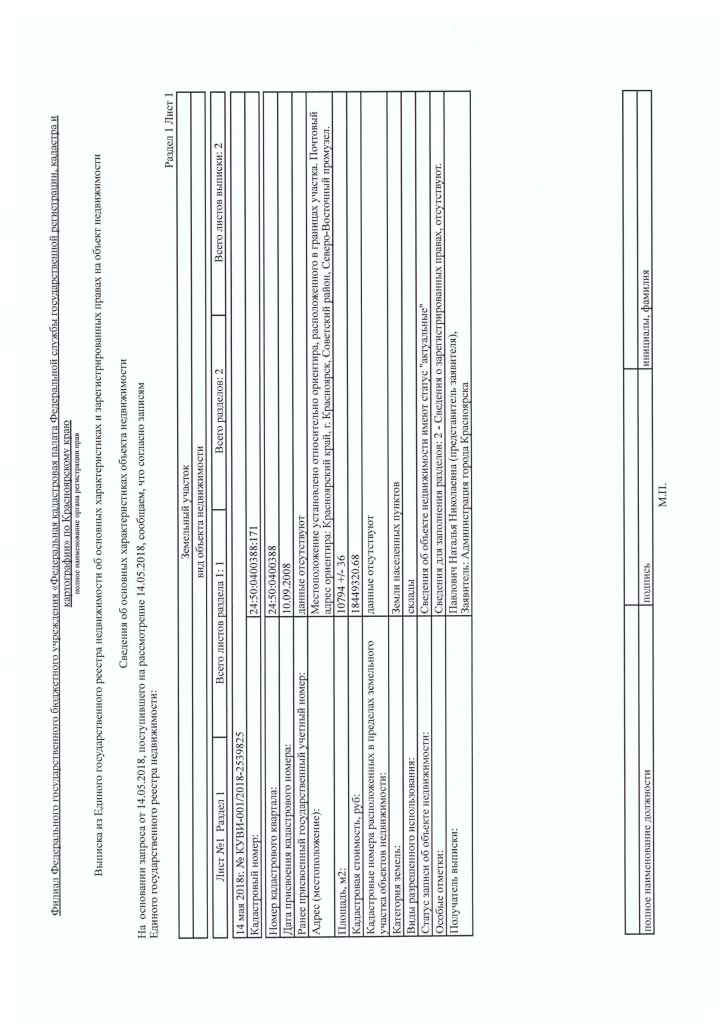 Филиал Федерального государственного бюджетного учреждения «Федеральная кадастровая палата Федеральной службы государственной регистрации, кадастра и
картографии» по Красноярскому краю
полное наименование органа регистрации прав
Выписка из Единого государственного реестра недвижимости об основных характеристиках и зарегистрированных правах на объект недвижимости
Сведения об основных характеристиках объекта недвижимости
На основании запроса от 14.05.2018, поступившего на рассмотрение 14.05.2018, сообщаем, что согласно записям
Единого государственного реестра недвижимости:
Раздел 1 Лист 1
Земельный участок
вид объекта недвижимости
Лист №1 Раздел 1 Всего листов раздела 1: 1 Всего разделов: 2 Всего листов выписки: 2
14 мая 2018г. № КУВИ-001/2018-2539825
Кадастровый номер: 24:50:0400388:171
Номер кадастрового квартала: 24:50:0400388
Дата присвоения кадастрового номера: 10.09.2008
Ранее присвоенный государственный учетный номер: данные отсутствуют
Адрес (местоположение): Местоположение установлено относительно ориентира, расположенного в границах участка. Почтовый
адрес ориентира: Красноярский край, г. Красноярск, Советский район, Северо-Восточный промузел.
Площадь, м2: 10794 +/- 36
Кадастровая стоимость, руб: 18449320.68
Кадастровые номера расположенных в пределах земельного данные отсутствуют
участка объектов недвижимости:
Категория земель: Земли населенных пунктов
Виды разрешенного использования: склады
Статус записи об объекте недвижимости: Сведения об объекте недвижимости имеют статус "актуальные"
Особые отметки: Сведения для заполнения разделов: 2 - Сведения о зарегистрированных правах, отсутствуют.
Получатель выписки: Павлович Наталья Николаевна (представитель заявителя),
Заявитель: Администрация города Красноярска
полное наименование должности подпись инициалы, фамилия
М.П.